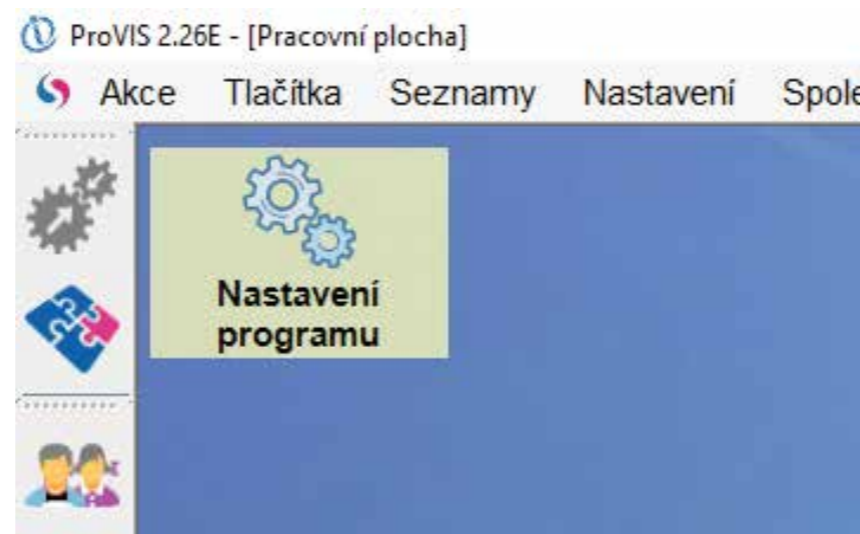 ProVIS 2.26E - [Pracovní plocha]
Akce Tlačítka Seznamy Nastavení
Nastavení
programu